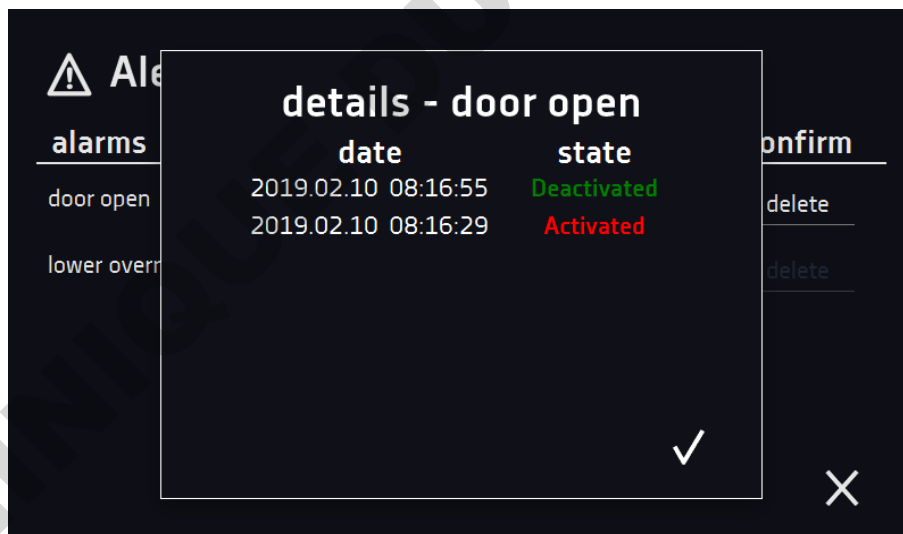 Ale
details - door open
alarms date state onfirm
2019.02.10 08:16:55 Deactivated
door open delete
2019.02.10 08:16:29 Activated
lower overr delete